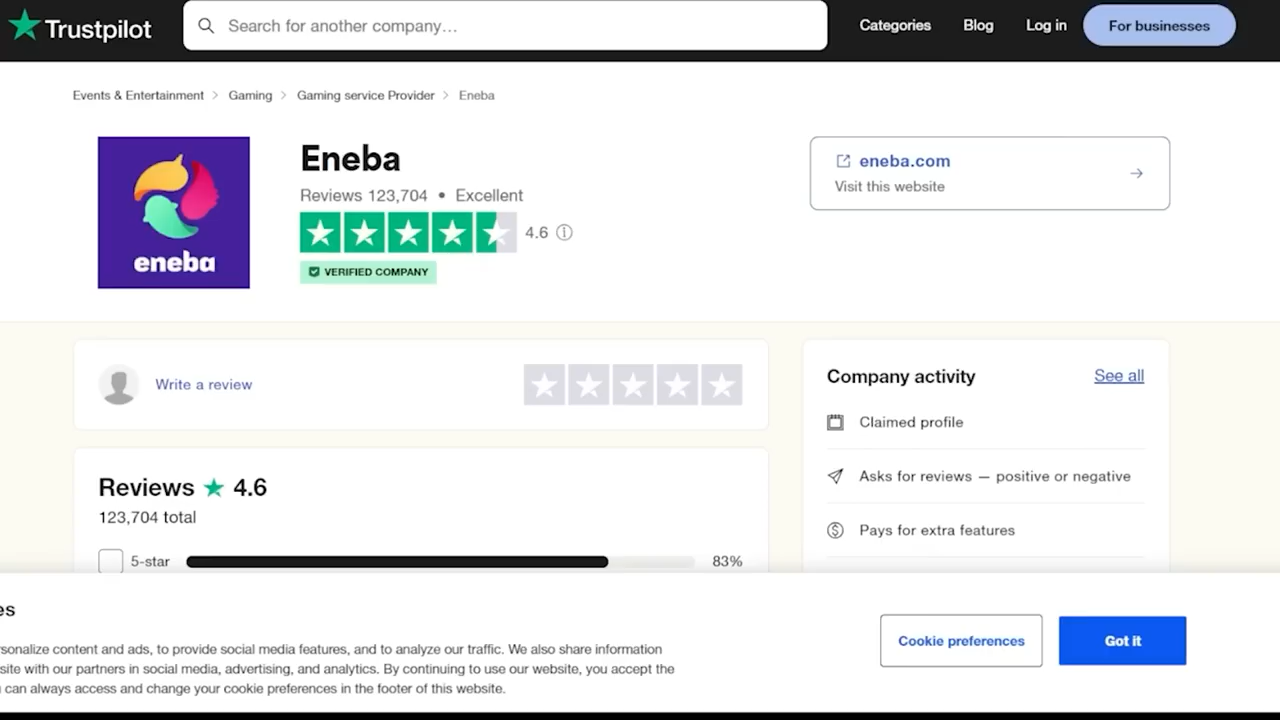 Trustpilot
Search for another company…
Categories
Blog
Log in
For businesses
Events & Entertainment > Gaming > Gaming service Provider > Eneba
eneba
Eneba
Reviews 123,704 • Excellent
4.6
VERIFIED COMPANY
eneba.com
Visit this website
Write a review
Company activity
See all
Claimed profile
Asks for reviews — positive or negative
Pays for extra features
Reviews ★ 4.6
123,704 total
5-star
83%
es
rsonalize content and ads, to provide social media features, and to analyze our traffic. We also share information
site with our partners in social media, advertising, and analytics. By continuing to use our website, you accept the
can always access and change your cookie preferences in the footer of this website.
Cookie preferences
Got it